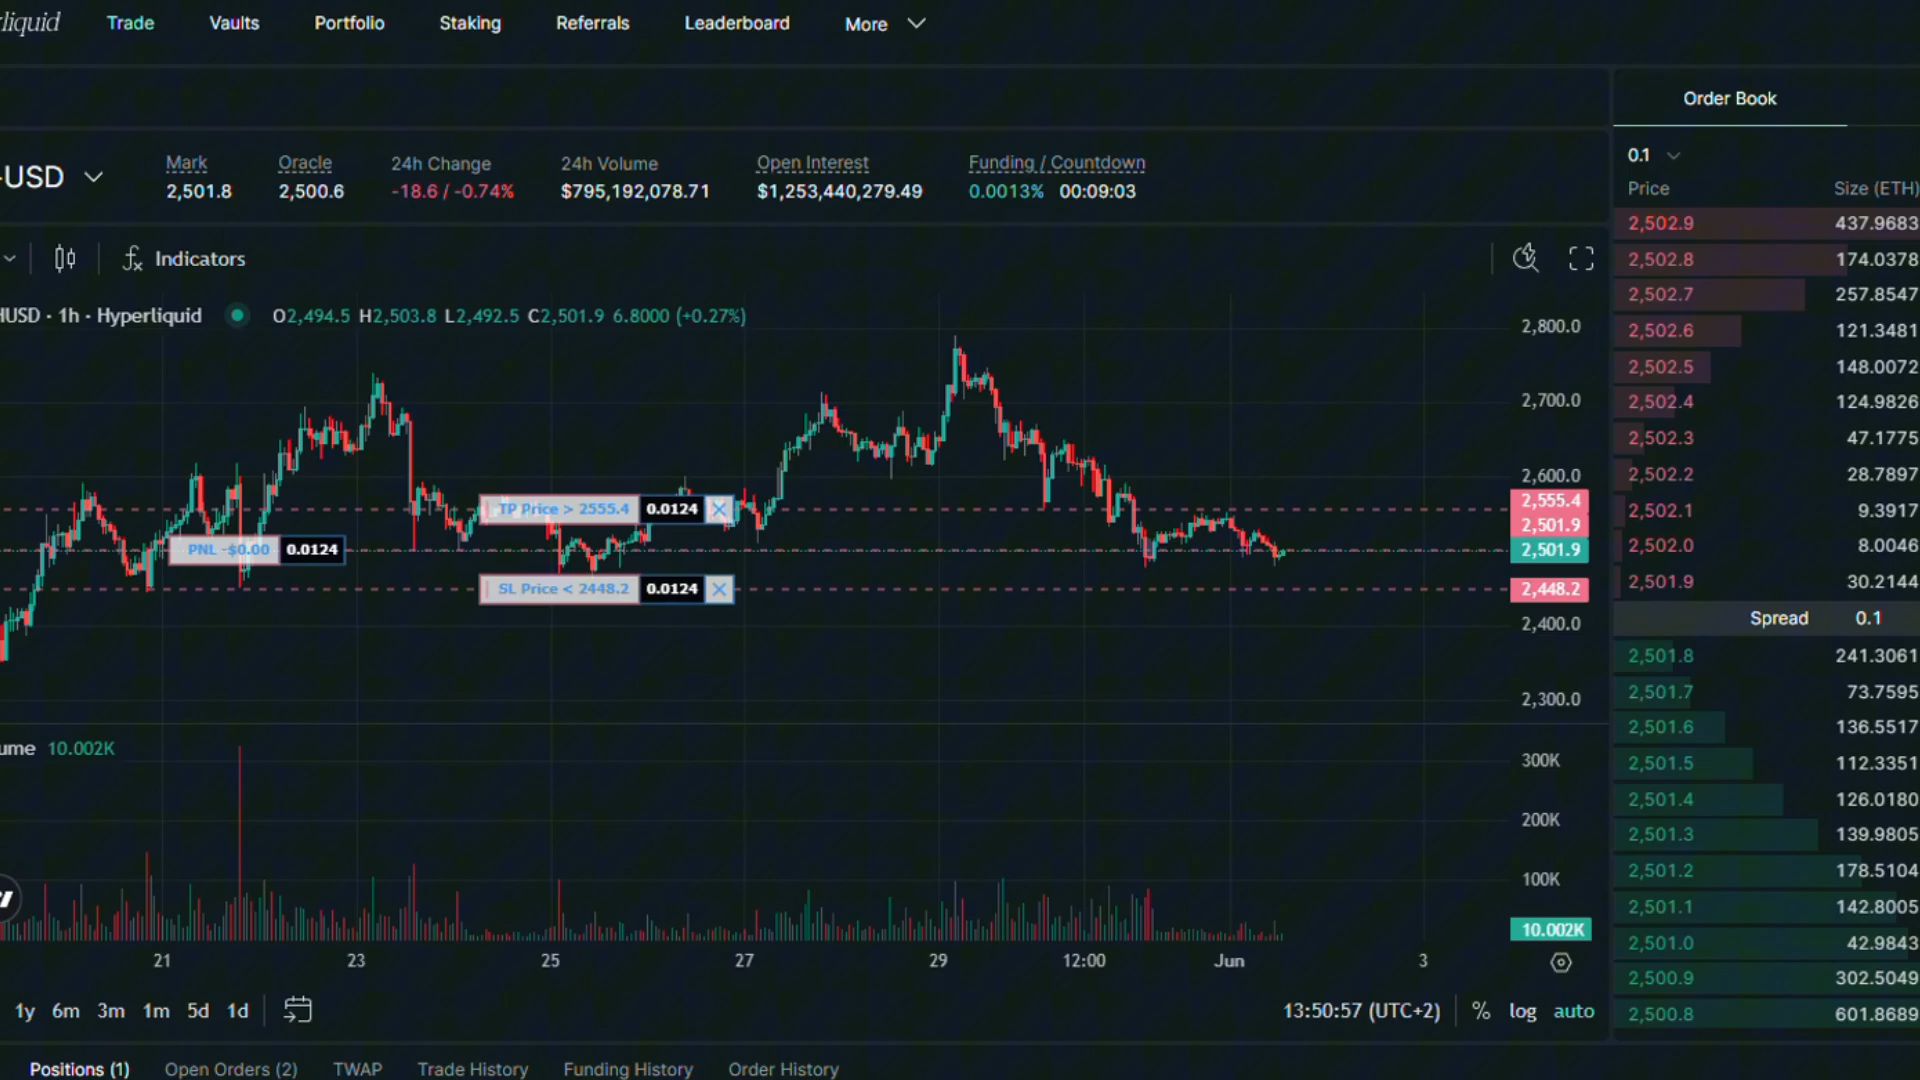 liquid Trade Vaults Portfolio Staking Referrals Leaderboard More
Order Book
-USD
Mark Oracle 24h Change 24h Volume Open Interest Funding / Countdown
2,501.8 2,500.6 -18.6 / -0.74% $795,192,078.71 $1,253,440,279.49 0.0013% 00:09:03
0.1
Price Size (ETH)
Indicators
HUSD · 1h · Hyperliquid O2,494.5 H2,503.8 L2,492.5 C2,501.9 6.8000 (+0.27%)
2,800.0
2,700.0
2,600.0
2,555.4
2,501.9
2,501.9
2,448.2
2,400.0
2,300.0
TP Price > 2555.4 0.0124
PNL -$0.00 0.0124
SL Price < 2448.2 0.0124
ume 10.002K
300K
200K
100K
10.002K
21 23 25 27 29 12:00 Jun 3
1y 6m 3m 1m 5d 1d
13:50:57 (UTC+2) % log auto
Positions (1) Open Orders (2) TWAP Trade History Funding History Order History
2,502.9 437.9683
2,502.8 174.0378
2,502.7 257.8547
2,502.6 121.3481
2,502.5 148.0072
2,502.4 124.9826
2,502.3 47.1775
2,502.2 28.7897
2,502.1 9.3917
2,502.0 8.0046
2,501.9 30.2144
Spread 0.1
2,501.8 241.3061
2,501.7 73.7595
2,501.6 136.5517
2,501.5 112.3351
2,501.4 126.0180
2,501.3 139.9805
2,501.2 178.5104
2,501.1 142.8005
2,501.0 42.9843
2,500.9 302.5049
2,500.8 601.8689